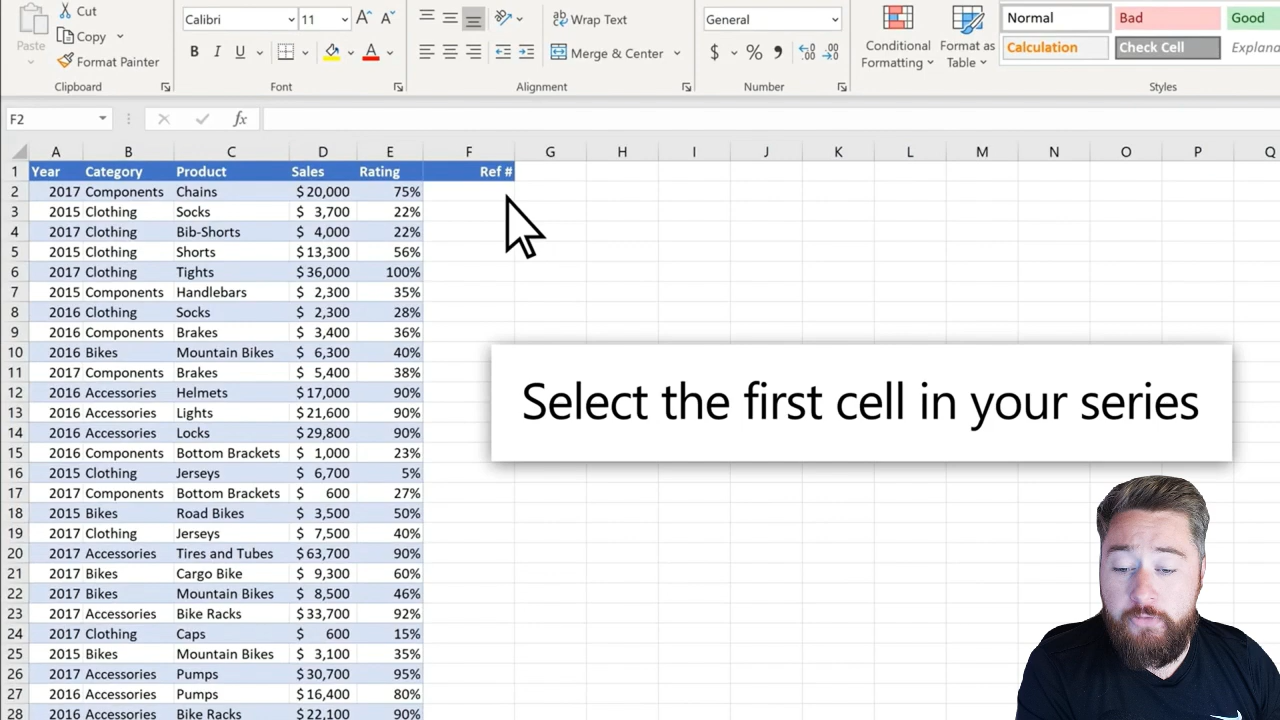 Cut
Calibri
11
Wrap Text
General
Normal
Bad
Good
Paste
Copy
B I U
Merge & Center
$ % 9
Conditional
Formatting
Format as
Table
Calculation
Check Cell
Explana
Format Painter
Clipboard
Font
Alignment
Number
Styles
F2
fx
A B C D E F G H I J K L M N O P Q
1 Year Category Product Sales Rating Ref #
2 2017 Components Chains $ 20,000 75%
3 2015 Clothing Socks $ 3,700 22%
4 2017 Clothing Bib-Shorts $ 4,000 22%
5 2015 Clothing Shorts $ 13,300 56%
6 2017 Clothing Tights $ 36,000 100%
7 2015 Components Handlebars $ 2,300 35%
8 2016 Clothing Socks $ 2,300 28%
9 2016 Components Brakes $ 3,400 36%
10 2016 Bikes Mountain Bikes $ 6,300 40%
11 2017 Components Brakes $ 5,400 38%
12 2016 Accessories Helmets $ 17,000 90%
13 2016 Accessories Lights $ 21,600 90%
14 2016 Accessories Locks $ 29,800 90%
15 2016 Components Bottom Brackets $ 1,000 23%
16 2015 Clothing Jerseys $ 6,700 5%
17 2017 Components Bottom Brackets $ 600 27%
18 2015 Bikes Road Bikes $ 3,500 50%
19 2017 Clothing Jerseys $ 7,500 40%
20 2017 Accessories Tires and Tubes $ 63,700 90%
21 2017 Bikes Cargo Bike $ 9,300 60%
22 2017 Bikes Mountain Bikes $ 8,500 46%
23 2017 Accessories Bike Racks $ 33,700 92%
24 2017 Clothing Caps $ 600 15%
25 2015 Bikes Mountain Bikes $ 3,100 35%
26 2017 Accessories Pumps $ 30,700 95%
27 2016 Accessories Pumps $ 16,400 80%
28 2016 Accessories Bike Racks $ 22,100 90%
Select the first cell in your series